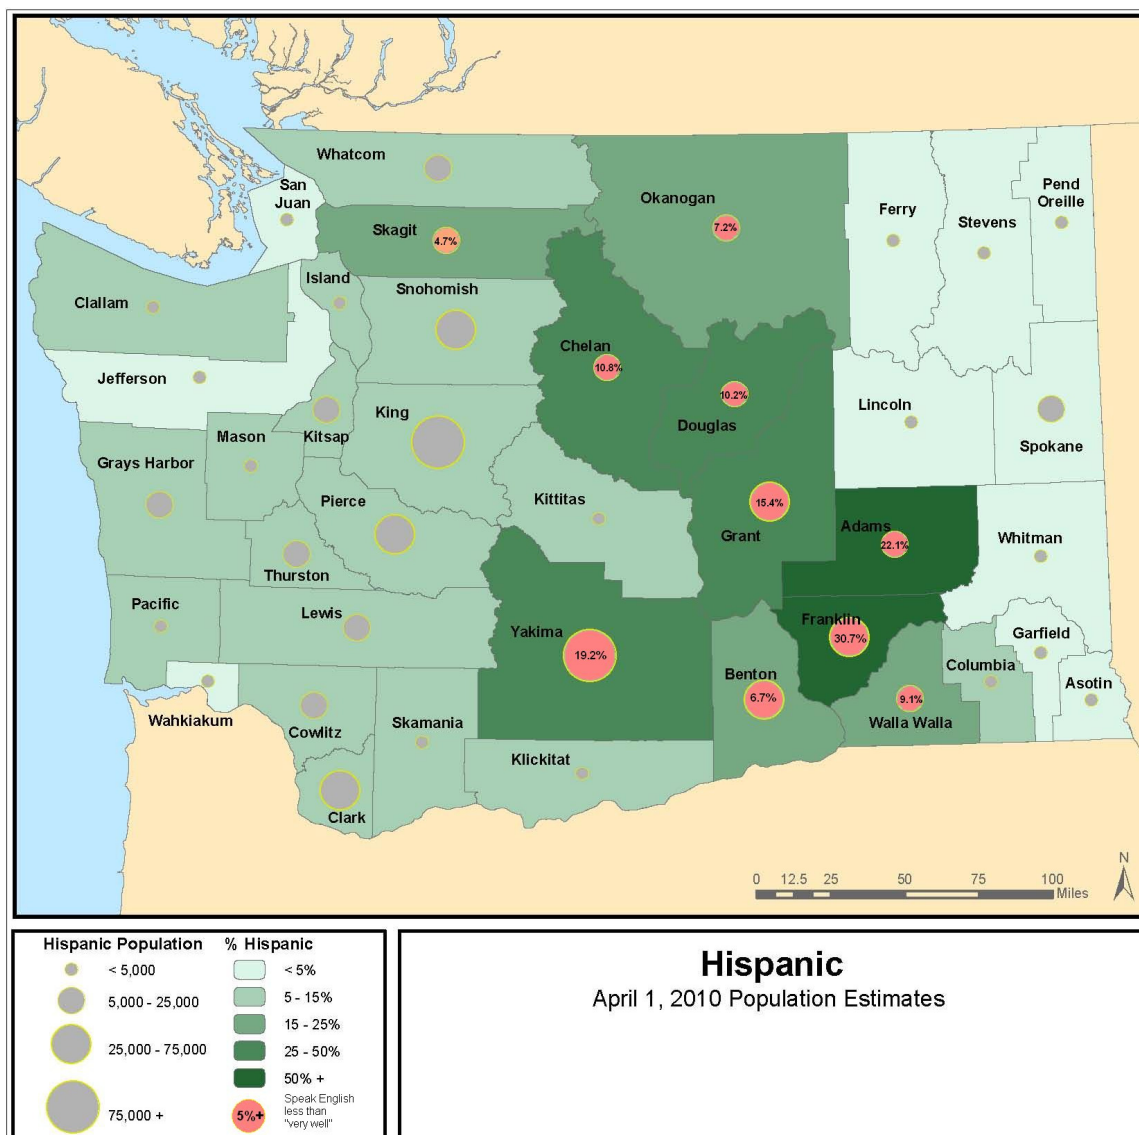 Whatcom
San
Juan
Skagit
4.7%
Okanogan
7.2%
Ferry
Stevens
Pend
Oreille
Clallam
Island
Snohomish
Chelan
10.8%
10.2%
Douglas
Jefferson
King
Kitsap
Mason
Grays Harbor
Lincoln
Spokane
Pierce
Kittitas
15.4%
Grant
Adams
22.1%
Whitman
Thurston
Pacific
Lewis
Yakima
19.2%
Franklin
30.7%
Garfield
Columbia
Asotin
Benton
6.7%
9.1%
Walla Walla
Wahkiakum
Cowlitz
Skamania
Klickitat
Clark
N
0 12.5 25 50 75 100
Miles
Hispanic Population
< 5,000
5,000 - 25,000
25,000 - 75,000
75,000 +
% Hispanic
< 5%
5 - 15%
15 - 25%
25 - 50%
50% +
5%+
Speak English
less than
"very well"
Hispanic
April 1, 2010 Population Estimates